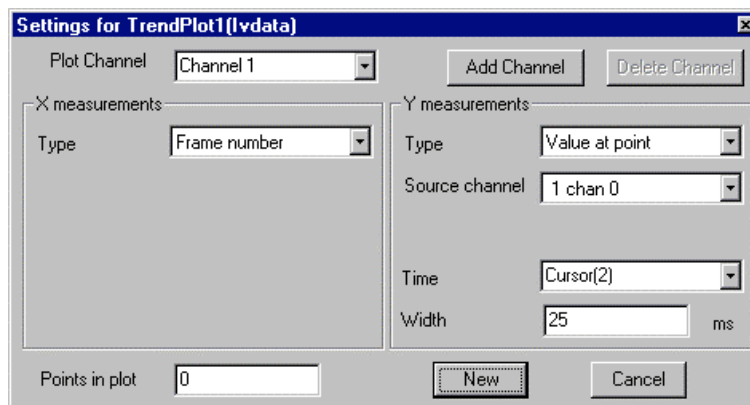 Settings for TrendPlot1(lvdata)
Plot Channel Channel 1 Add Channel Delete Channel
X measurements Y measurements
Type Frame number Type Value at point
Source channel 1 chan 0
Time Cursor(2)
Width 25 ms
Points in plot 0 New Cancel